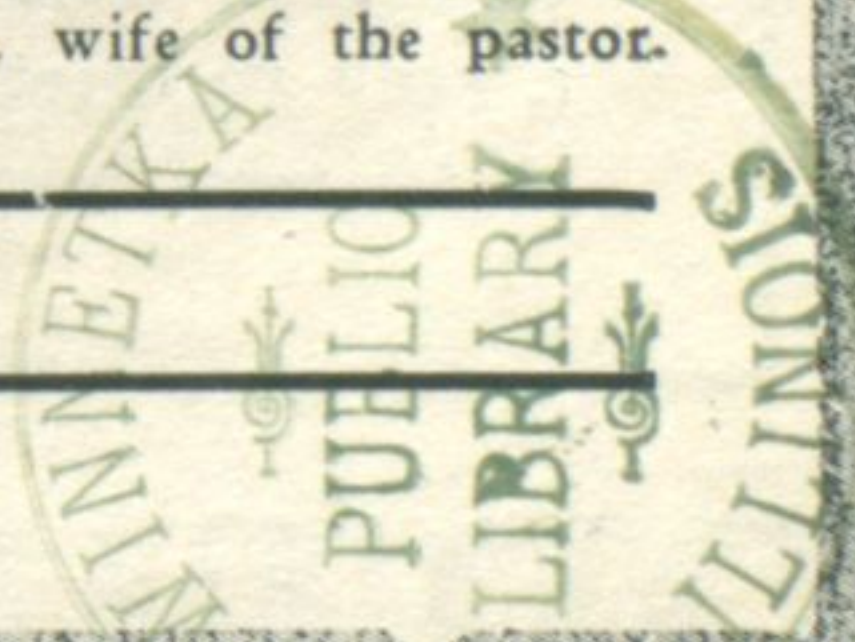 wife of the pastor.
WINNETKA
PUBLIC
LIBRARY
ILLINOIS